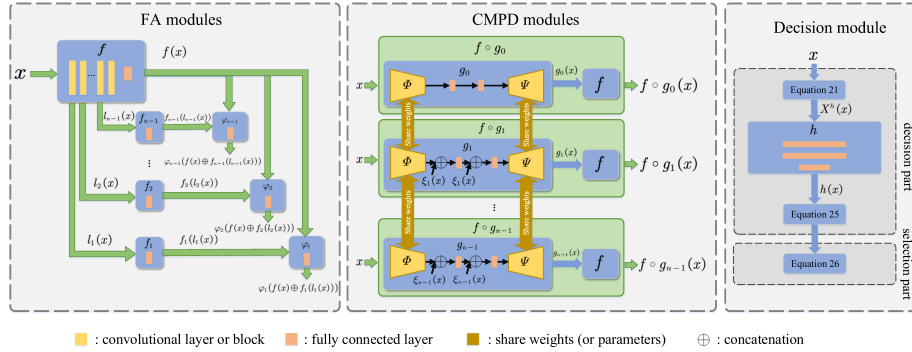 FA modules
f
f(x)
x
...
l_{n−1}(x)
f_{n−1}
f_{n−1}(l_{n−1}(x))
φ_{n−1}
φ_{n−1}(f(x)⊕f_{n−1}(l_{n−1}(x)))
⋮
l_2(x)
f_2
f_2(l_2(x))
φ_2
φ_2(f(x)⊕f_2(l_2(x)))
l_1(x)
f_1
f_1(l_1(x))
φ_1
φ_1(f(x)⊕f_1(l_1(x)))
CMPD modules
f ∘ g_0
x
Φ
g_0
Ψ
g_0(x)
f
f ∘ g_0(x)
Share weights
Share weights
f ∘ g_1
x
Φ
g_1
ξ_1(x)
ξ_1(x)
Ψ
g_1(x)
f
f ∘ g_1(x)
Share weights
⋮
Share weights
f ∘ g_{n−1}
x
Φ
g_{n−1}
ξ_{n−1}(x)
ξ_{n−1}(x)
Ψ
g_{n−1}(x)
f
f ∘ g_{n−1}(x)
Decision module
x
Equation 21
X^h(x)
h
h(x)
Equation 25
decision part
Equation 26
selection part
: convolutional layer or block
: fully connected layer
: share weights (or parameters)
⊕ : concatenation